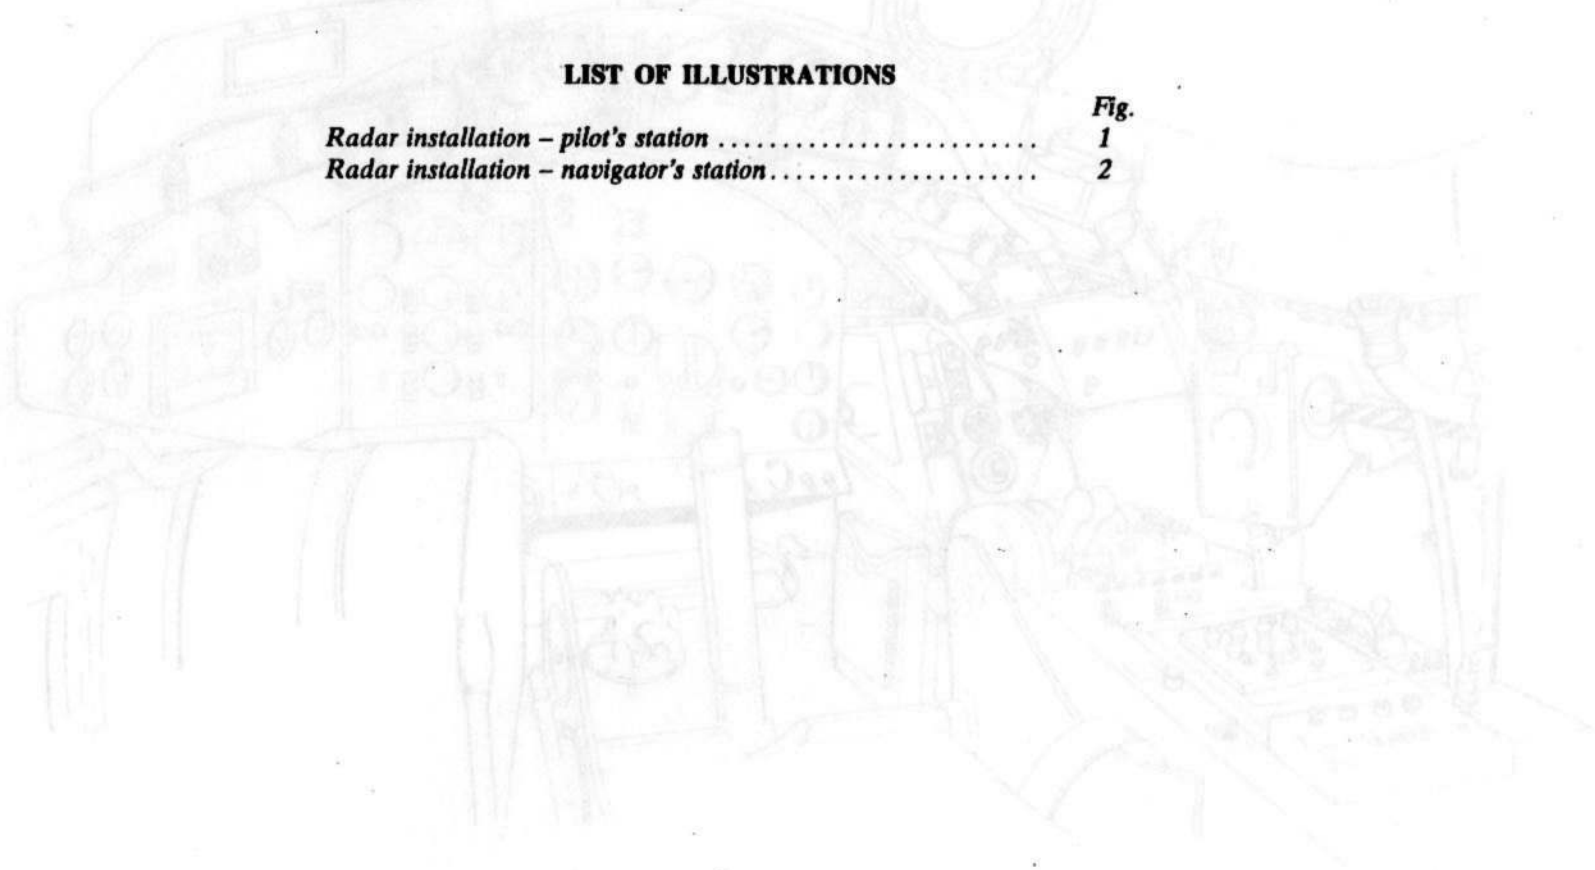 LIST OF ILLUSTRATIONS
Fig.
Radar installation – pilot's station ......................... 1
Radar installation – navigator's station ..................... 2